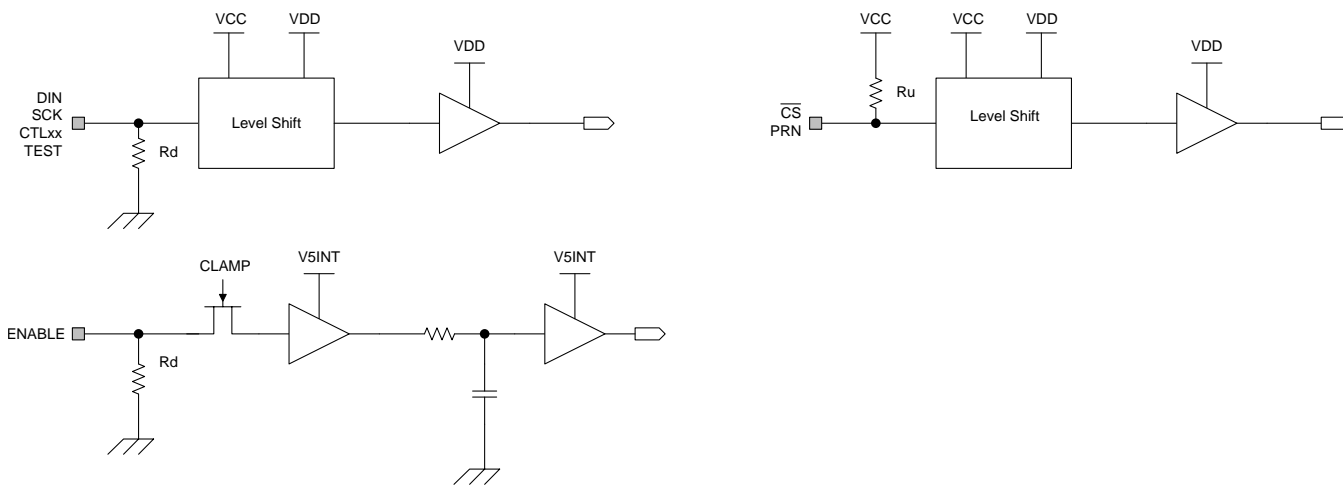 VCC VDD
VDD
DIN
SCK
CTLxx
TEST
Level Shift
Rd
VCC VCC VDD
VDD
Ru
CS
PRN
Level Shift
CLAMP
V5INT
V5INT
ENABLE
Rd